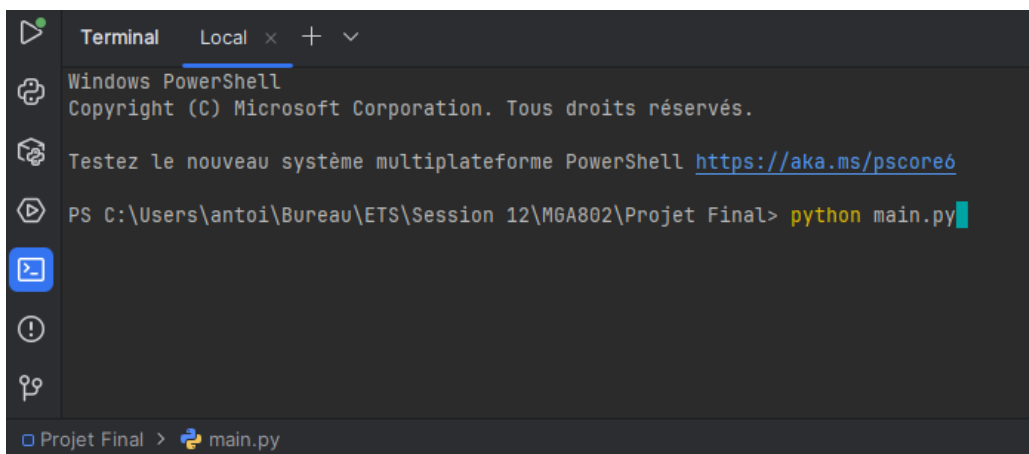 Terminal Local
Windows PowerShell
Copyright (C) Microsoft Corporation. Tous droits réservés.
Testez le nouveau système multiplateforme PowerShell https://aka.ms/pscore6
PS C:\Users\antoi\Bureau\ETS\Session 12\MGA802\Projet Final> python main.py
Projet Final > main.py